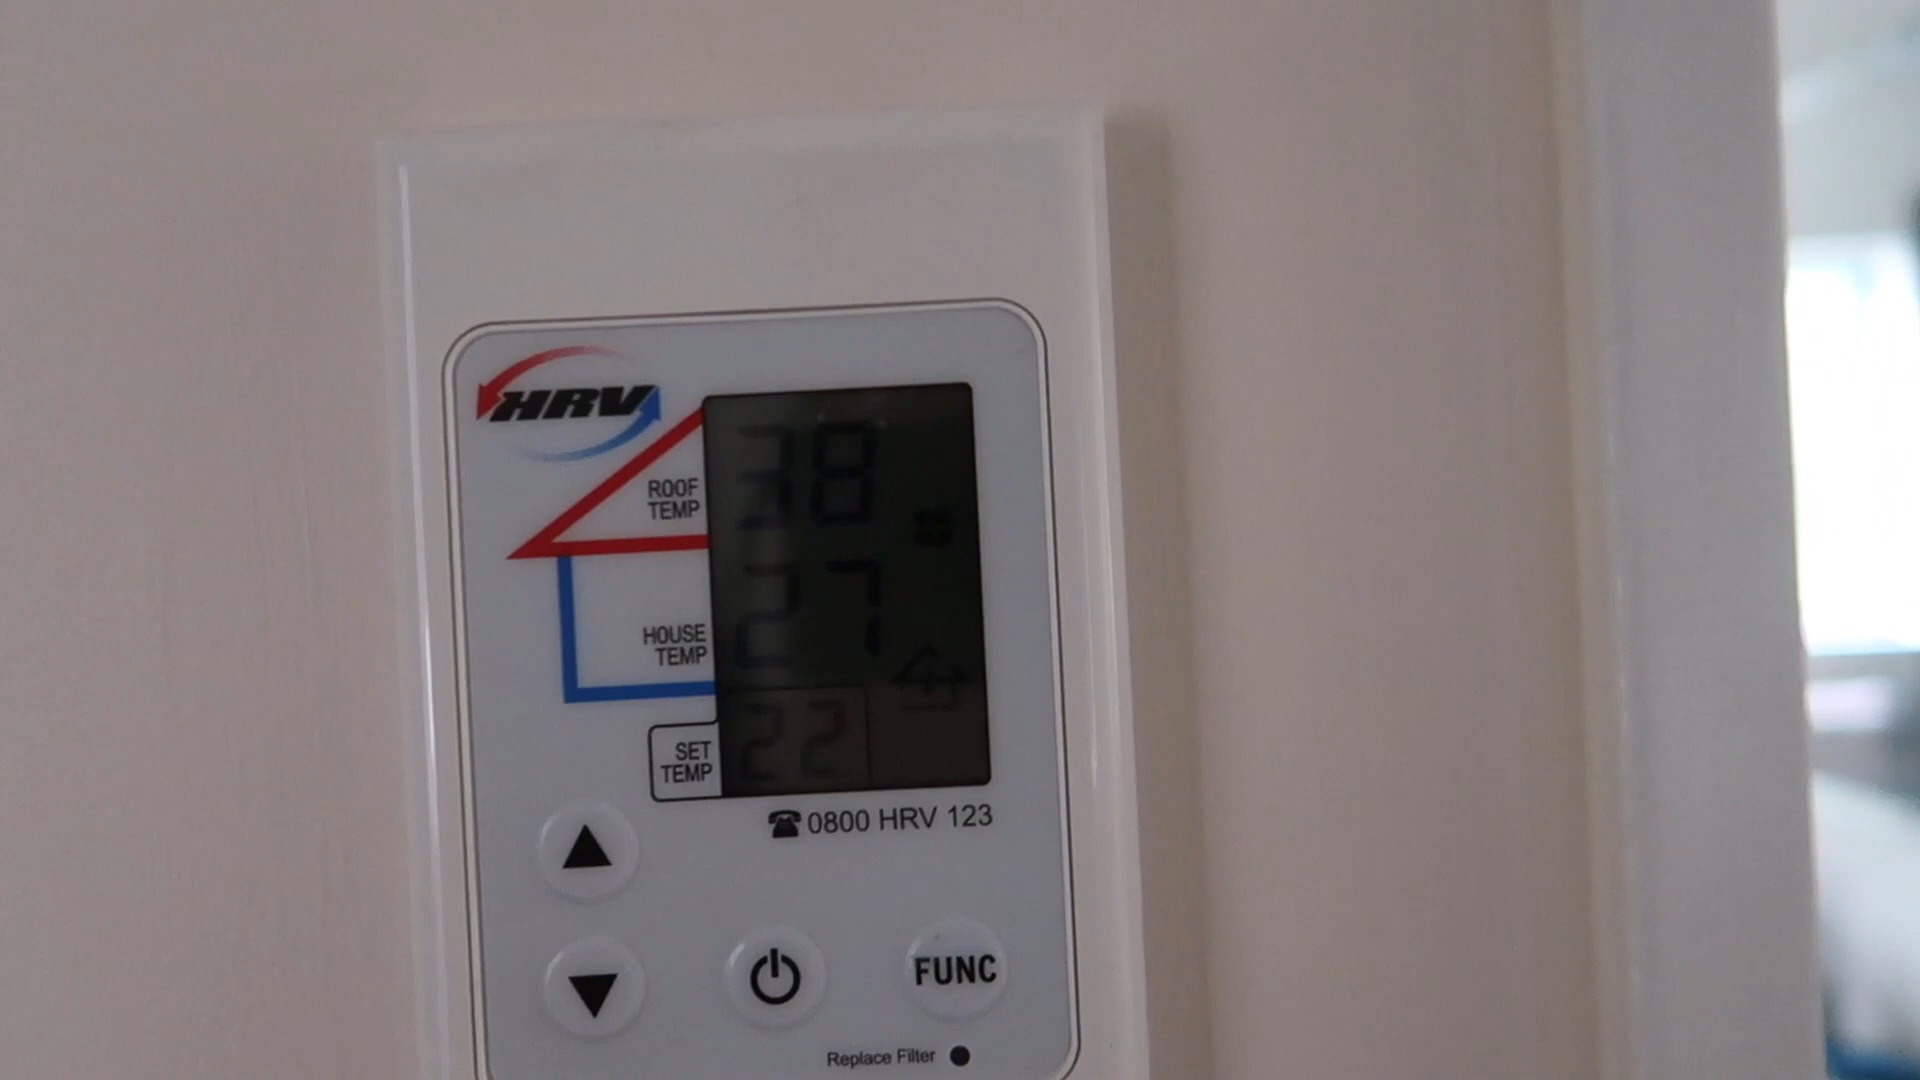 HRV
ROOF
TEMP
38
HOUSE
TEMP
27
SET
TEMP
22
0800 HRV 123
FUNC
Replace Filter